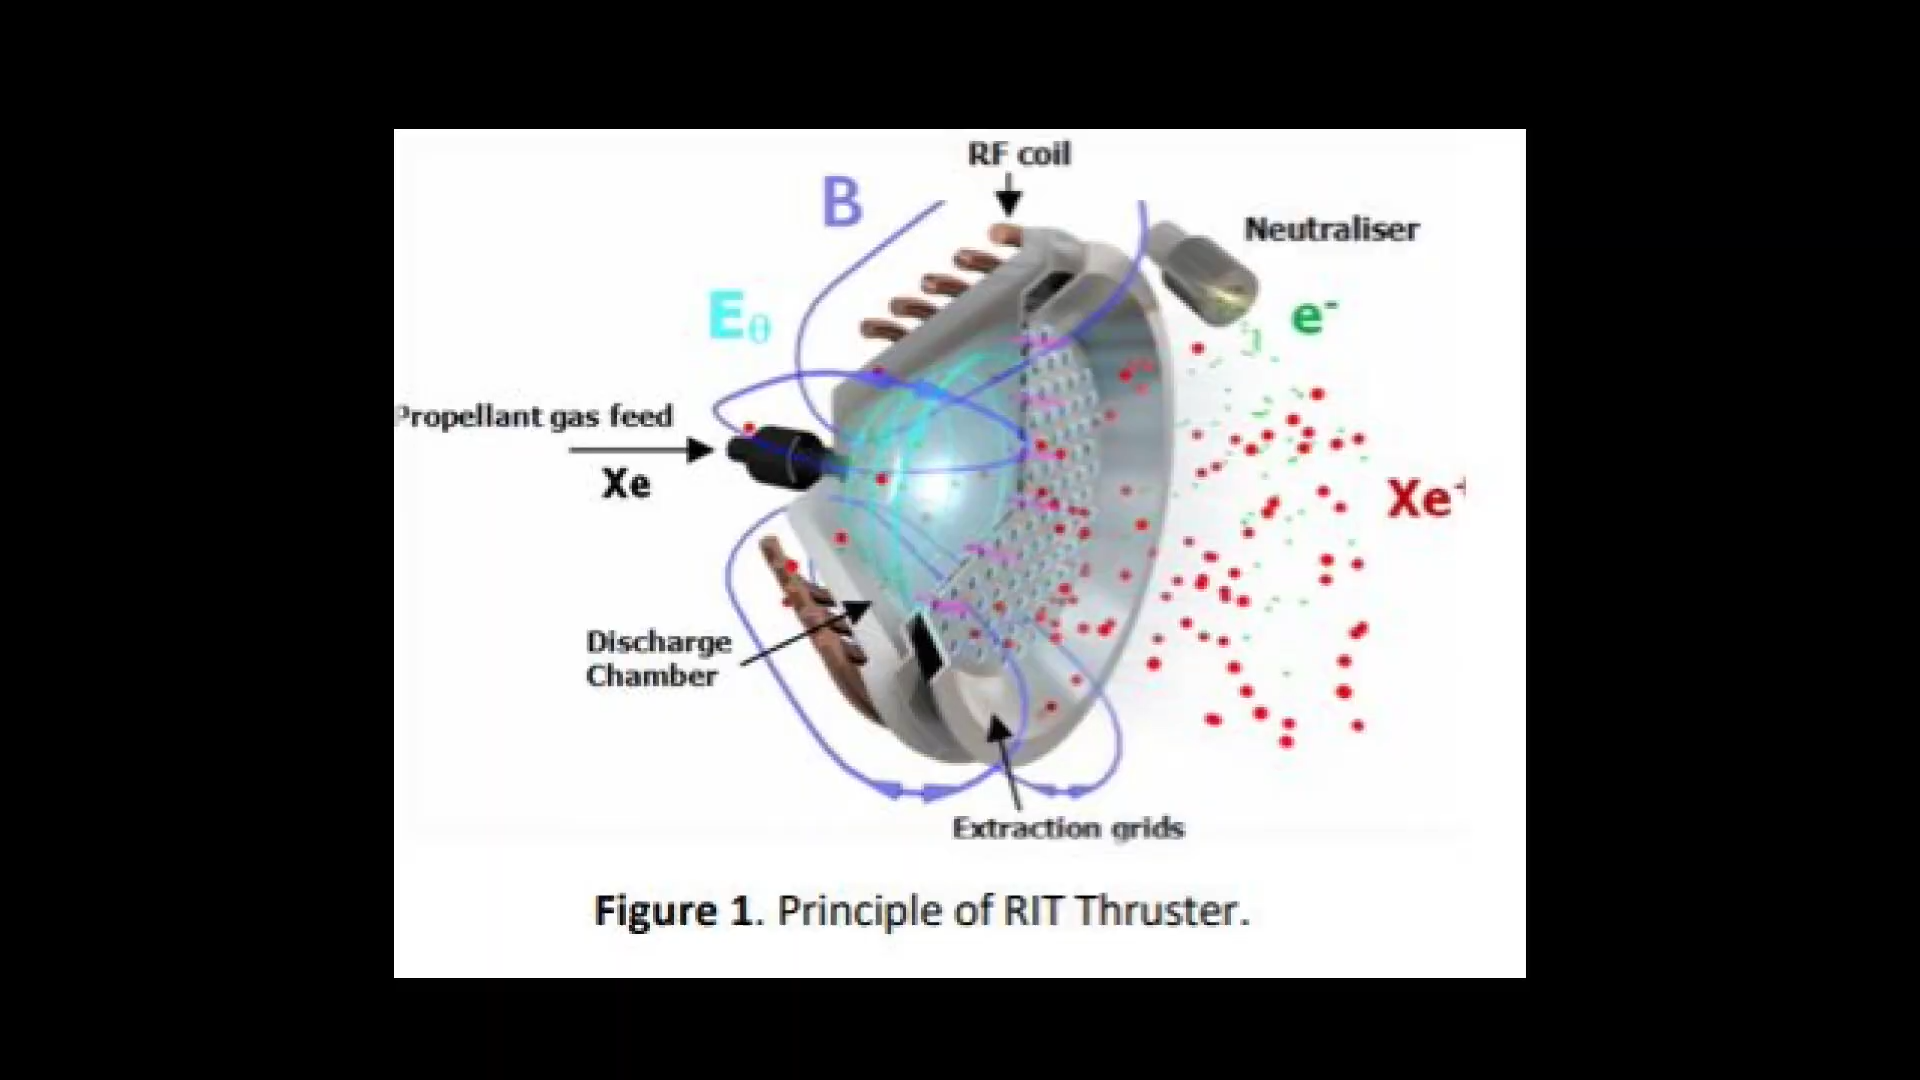 RF coil
B
Neutraliser
Eθ
e-
Propellant gas feed
Xe
Xe+
Discharge
Chamber
Extraction grids
Figure 1. Principle of RIT Thruster.